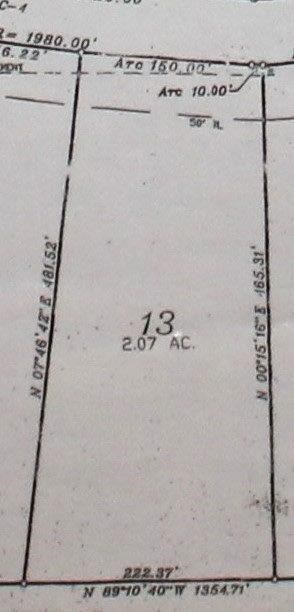 C-4
R= 1980.00'
6.22'
Arc 150.00'
Arc 10.00'
50'
N 07°46'42" E 481.52'
N 00°15'16" E 465.31'
13
2.07 AC.
222.37'
N 89°10'40" W 1354.71'